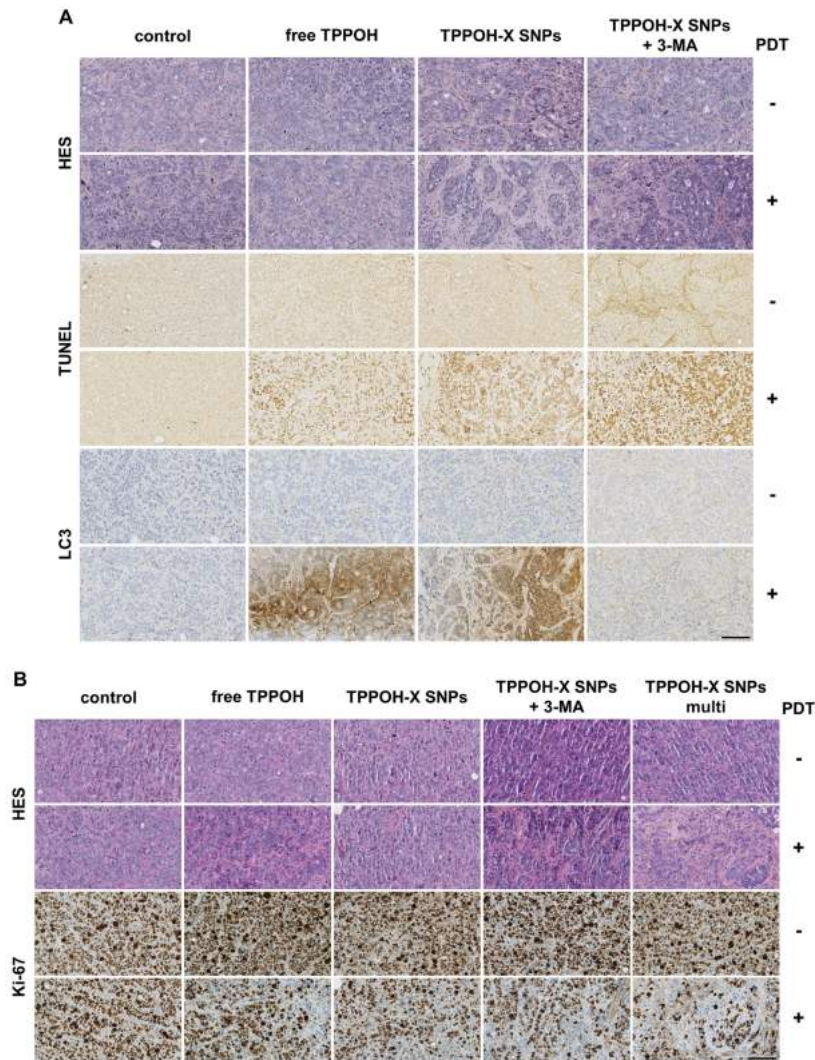 A
control
free TPPOH
TPPOH-X SNPs
TPPOH-X SNPs
+ 3-MA
PDT
HES
-
+
TUNEL
-
+
LC3
-
+
B
control
free TPPOH
TPPOH-X SNPs
TPPOH-X SNPs
+ 3-MA
TPPOH-X SNPs
multi
PDT
HES
-
+
Ki-67
-
+